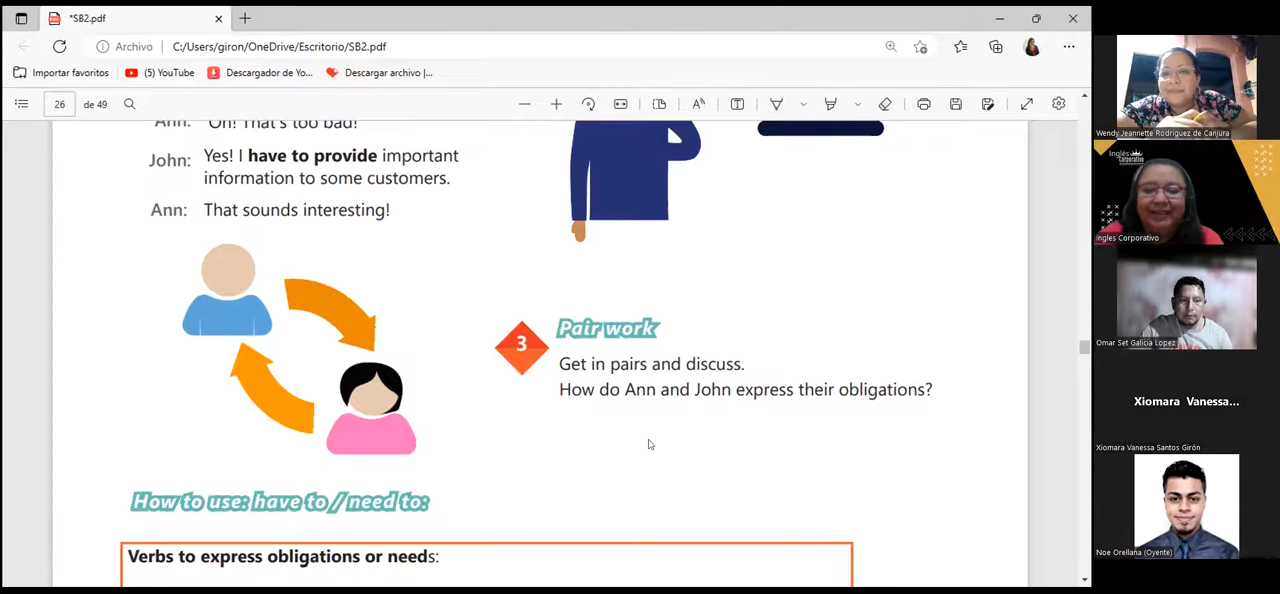 *SB2.pdf
Archivo
C:/Users/giron/OneDrive/Escritorio/SB2.pdf
Importar favoritos
(5) YouTube
Descargador de Yo...
Descargar archivo |...
26
de 49
Ann: Oh! That's too bad!
John: Yes! I have to provide important
information to some customers.
Ann: That sounds interesting!
3
Pair work
Get in pairs and discuss.
How do Ann and John express their obligations?
How to use: have to / need to:
Verbs to express obligations or needs:
Wendy Jeannette Rodriguez de Canjura
Inglés
Corporativo
Ingles Corporativo
Omar Set Galicia Lopez
Xiomara Vanessa...
Xiomara Vanessa Santos Girón
Noe Orellana (Oyente)